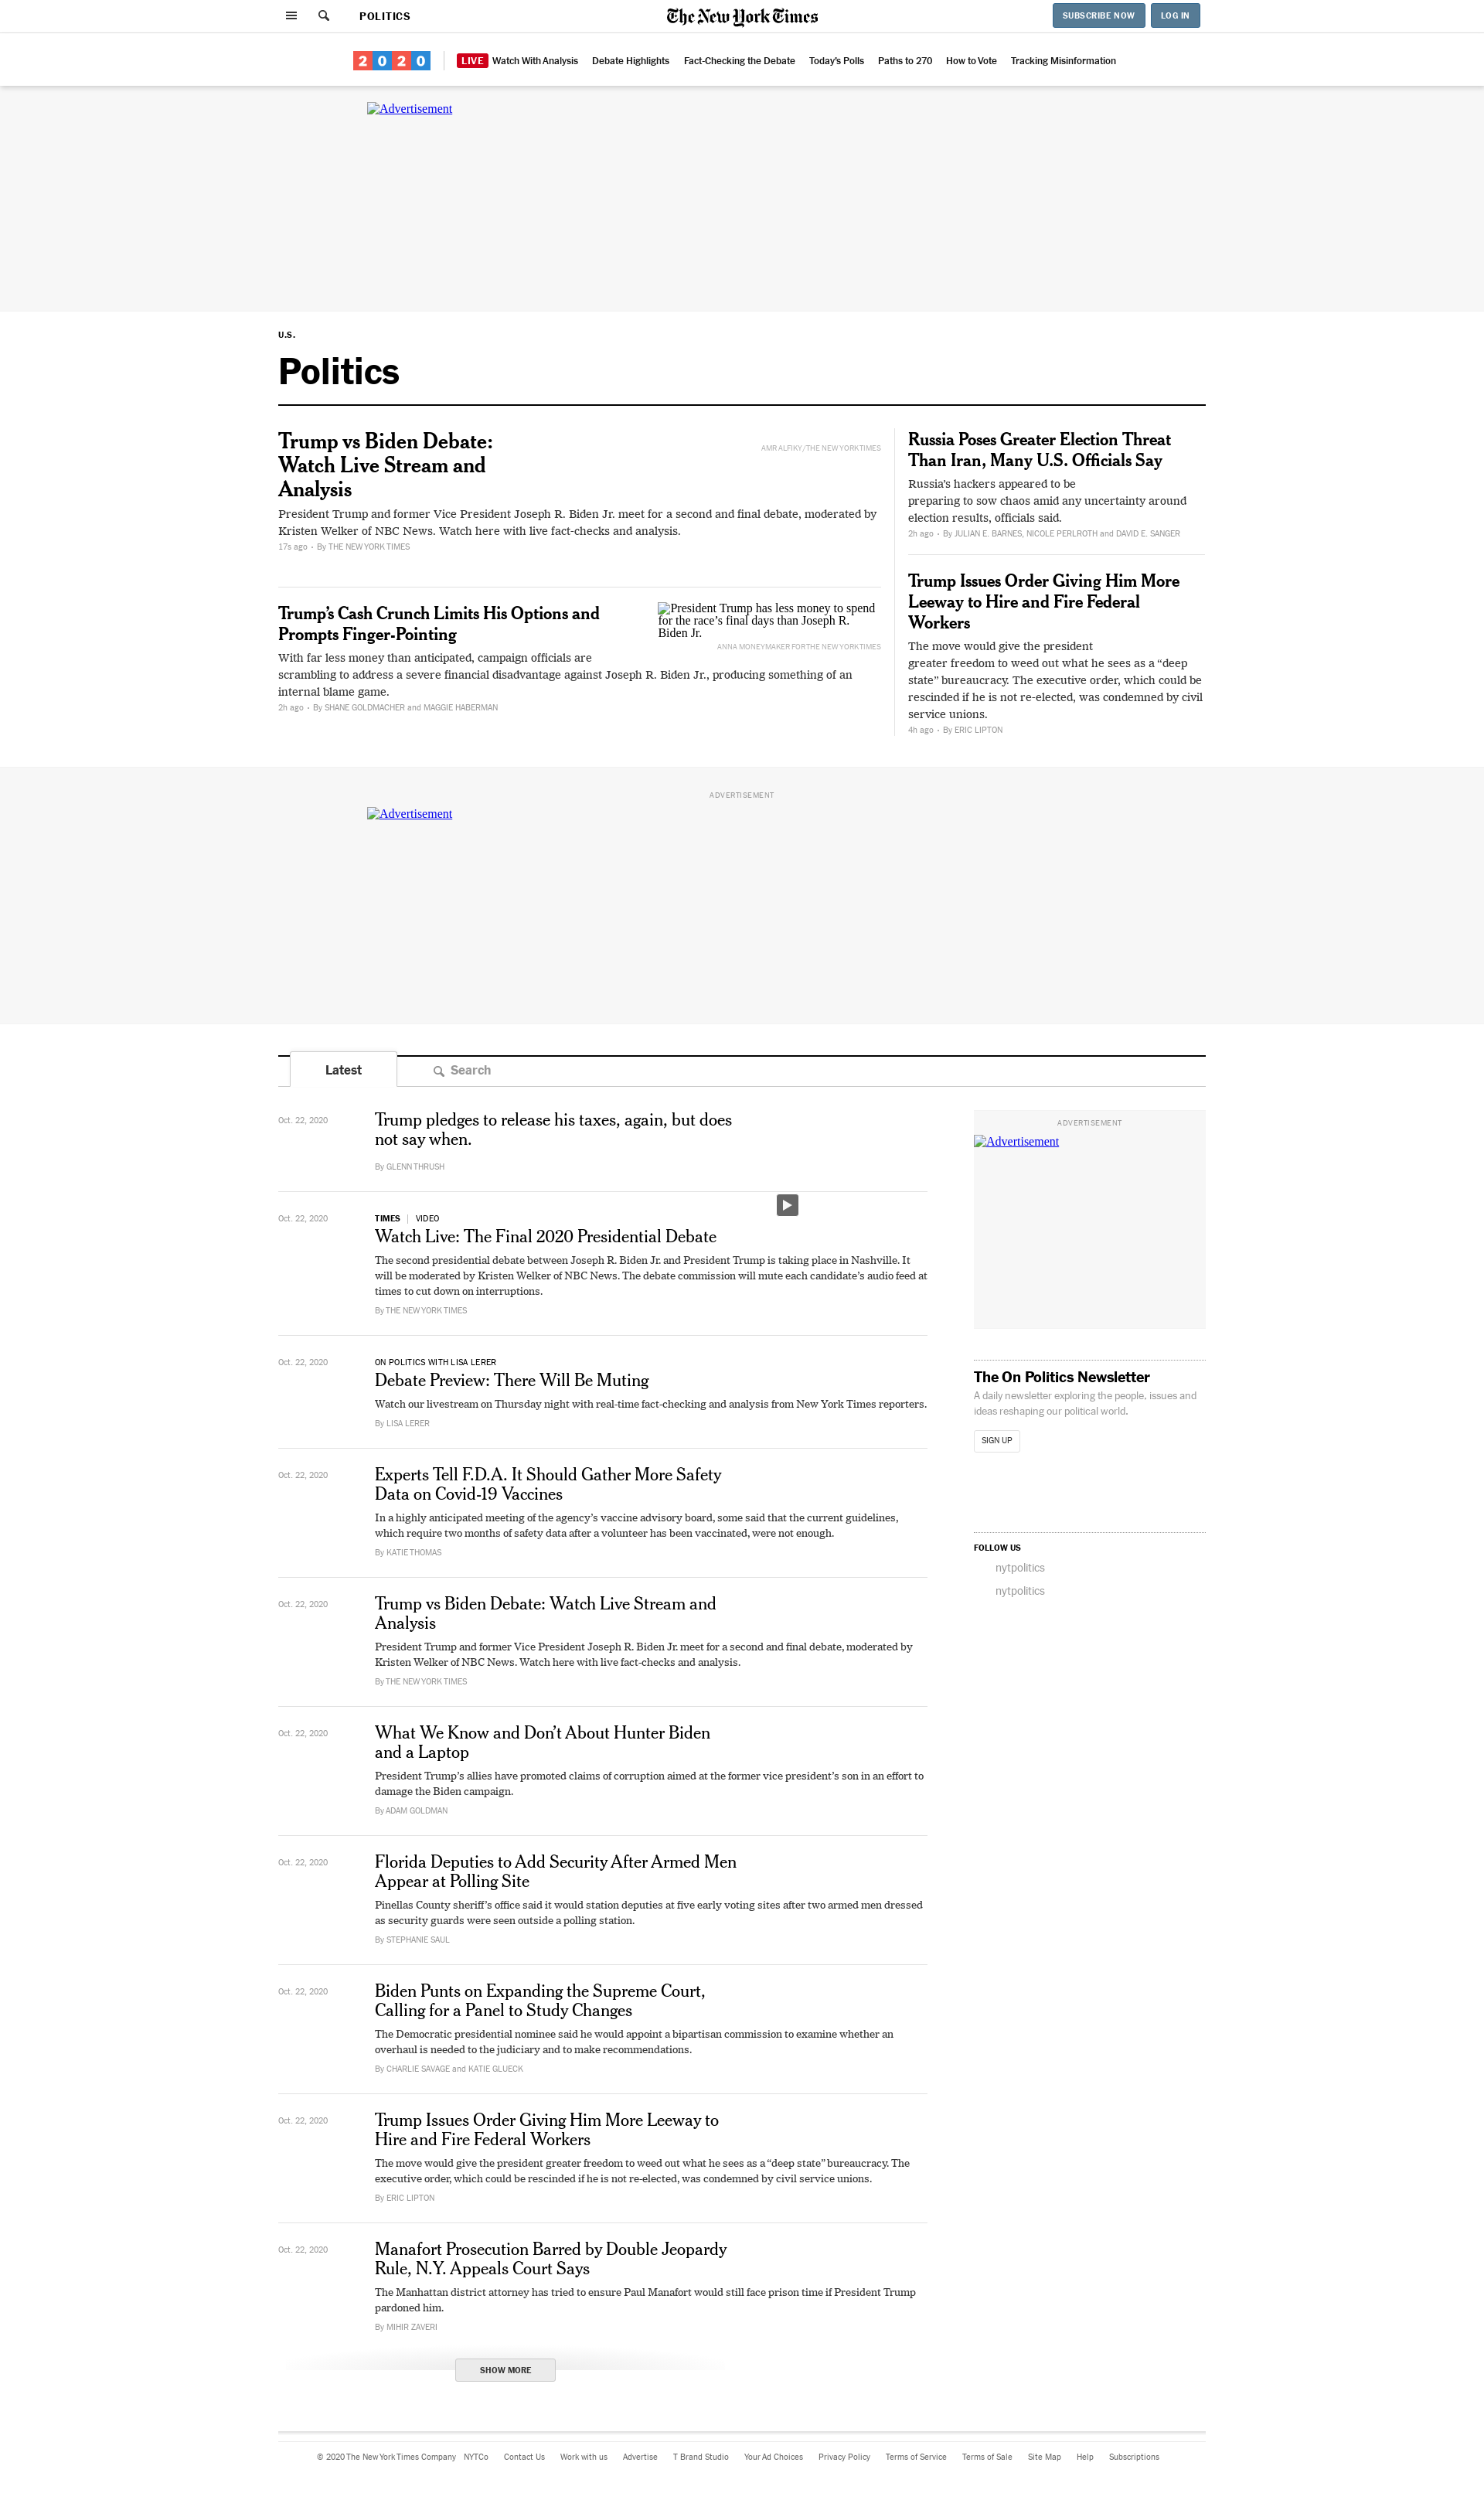 POLITICS
The New York Times
SUBSCRIBE NOW
LOG IN
2020
LIVE Watch With Analysis
Debate Highlights
Fact-Checking the Debate
Today's Polls
Paths to 270
How to Vote
Tracking Misinformation
Advertisement
U.S.
Politics
Trump vs Biden Debate:
Watch Live Stream and
Analysis
AMR ALFIKY/THE NEW YORK TIMES
President Trump and former Vice President Joseph R. Biden Jr. meet for a second and final debate, moderated by
Kristen Welker of NBC News. Watch here with live fact-checks and analysis.
17s ago • By THE NEW YORK TIMES
Trump’s Cash Crunch Limits His Options and
Prompts Finger-Pointing
President Trump has less money to spend
for the race’s final days than Joseph R.
Biden Jr.
ANNA MONEYMAKER FOR THE NEW YORK TIMES
With far less money than anticipated, campaign officials are
scrambling to address a severe financial disadvantage against Joseph R. Biden Jr., producing something of an
internal blame game.
2h ago • By SHANE GOLDMACHER and MAGGIE HABERMAN
Russia Poses Greater Election Threat
Than Iran, Many U.S. Officials Say
Russia’s hackers appeared to be
preparing to sow chaos amid any uncertainty around
election results, officials said.
2h ago • By JULIAN E. BARNES, NICOLE PERLROTH and DAVID E. SANGER
Trump Issues Order Giving Him More
Leeway to Hire and Fire Federal
Workers
The move would give the president
greater freedom to weed out what he sees as a “deep
state” bureaucracy. The executive order, which could be
rescinded if he is not re-elected, was condemned by civil
service unions.
4h ago • By ERIC LIPTON
ADVERTISEMENT
Advertisement
Latest
Search
Oct. 22, 2020
Trump pledges to release his taxes, again, but does
not say when.
By GLENN THRUSH
Oct. 22, 2020
TIMES | VIDEO
Watch Live: The Final 2020 Presidential Debate
The second presidential debate between Joseph R. Biden Jr. and President Trump is taking place in Nashville. It
will be moderated by Kristen Welker of NBC News. The debate commission will mute each candidate’s audio feed at
times to cut down on interruptions.
By THE NEW YORK TIMES
Oct. 22, 2020
ON POLITICS WITH LISA LERER
Debate Preview: There Will Be Muting
Watch our livestream on Thursday night with real-time fact-checking and analysis from New York Times reporters.
By LISA LERER
Oct. 22, 2020
Experts Tell F.D.A. It Should Gather More Safety
Data on Covid-19 Vaccines
In a highly anticipated meeting of the agency’s vaccine advisory board, some said that the current guidelines,
which require two months of safety data after a volunteer has been vaccinated, were not enough.
By KATIE THOMAS
Oct. 22, 2020
Trump vs Biden Debate: Watch Live Stream and
Analysis
President Trump and former Vice President Joseph R. Biden Jr. meet for a second and final debate, moderated by
Kristen Welker of NBC News. Watch here with live fact-checks and analysis.
By THE NEW YORK TIMES
Oct. 22, 2020
What We Know and Don’t About Hunter Biden
and a Laptop
President Trump’s allies have promoted claims of corruption aimed at the former vice president’s son in an effort to
damage the Biden campaign.
By ADAM GOLDMAN
Oct. 22, 2020
Florida Deputies to Add Security After Armed Men
Appear at Polling Site
Pinellas County sheriff’s office said it would station deputies at five early voting sites after two armed men dressed
as security guards were seen outside a polling station.
By STEPHANIE SAUL
Oct. 22, 2020
Biden Punts on Expanding the Supreme Court,
Calling for a Panel to Study Changes
The Democratic presidential nominee said he would appoint a bipartisan commission to examine whether an
overhaul is needed to the judiciary and to make recommendations.
By CHARLIE SAVAGE and KATIE GLUECK
Oct. 22, 2020
Trump Issues Order Giving Him More Leeway to
Hire and Fire Federal Workers
The move would give the president greater freedom to weed out what he sees as a “deep state” bureaucracy. The
executive order, which could be rescinded if he is not re-elected, was condemned by civil service unions.
By ERIC LIPTON
Oct. 22, 2020
Manafort Prosecution Barred by Double Jeopardy
Rule, N.Y. Appeals Court Says
The Manhattan district attorney has tried to ensure Paul Manafort would still face prison time if President Trump
pardoned him.
By MIHIR ZAVERI
SHOW MORE
ADVERTISEMENT
Advertisement
The On Politics Newsletter
A daily newsletter exploring the people, issues and
ideas reshaping our political world.
SIGN UP
FOLLOW US
nytpolitics
nytpolitics
© 2020 The New York Times Company
NYTCo
Contact Us
Work with us
Advertise
T Brand Studio
Your Ad Choices
Privacy Policy
Terms of Service
Terms of Sale
Site Map
Help
Subscriptions